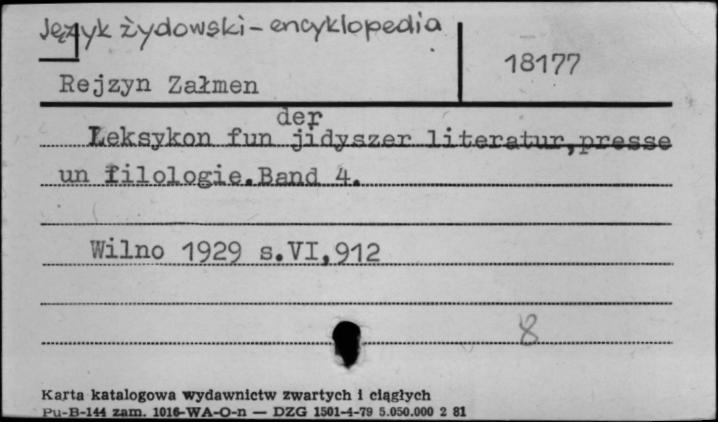 Język żydowski - encyklopedia
18177
Rejzyn Załmen
der
Leksykon fun jidyszer literatur,presse
un filologie.Band 4.
Wilno 1929 s.VI,912
8
Karta katalogowa wydawnictw zwartych i ciągłych
Pu-B-144 zam. 1016-WA-O-n — DZG 1501-4-79 5.050.000 2 81